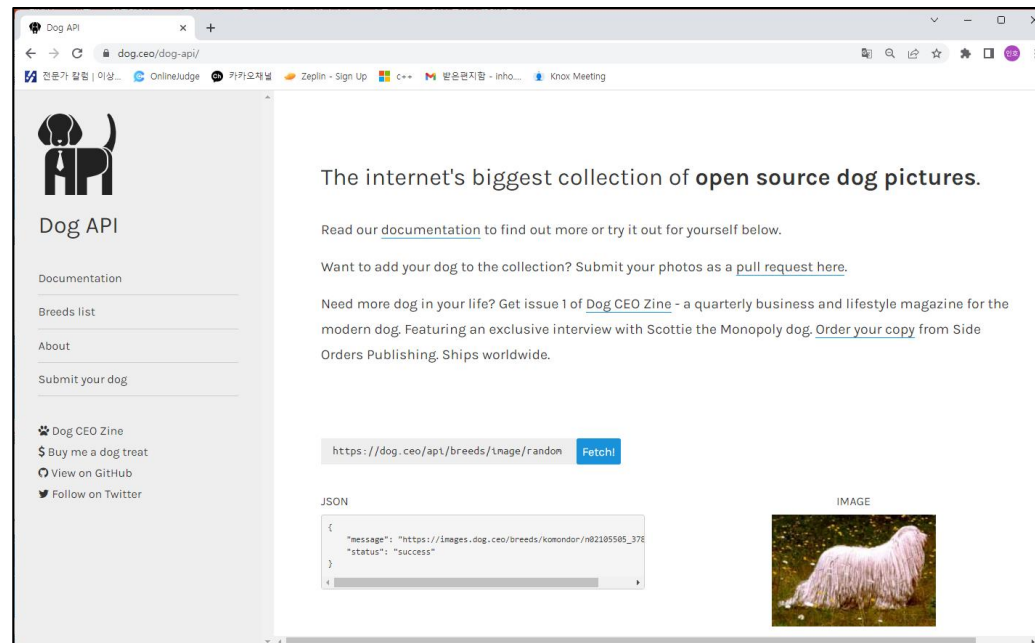 Dog API
dog.ceo/dog-api/
전문가 칼럼 | 이상...
OnlineJudge
카카오채널
Zeplin - Sign Up
c++
받은편지함 - inho....
Knox Meeting
인호
API
Dog API
Documentation
Breeds list
About
Submit your dog
Dog CEO Zine
$ Buy me a dog treat
View on GitHub
Follow on Twitter
The internet's biggest collection of open source dog pictures.
Read our documentation to find out more or try it out for yourself below.
Want to add your dog to the collection? Submit your photos as a pull request here.
Need more dog in your life? Get issue 1 of Dog CEO Zine - a quarterly business and lifestyle magazine for the
modern dog. Featuring an exclusive interview with Scottie the Monopoly dog. Order your copy from Side
Orders Publishing. Ships worldwide.
https://dog.ceo/api/breeds/image/random
Fetch!
JSON
IMAGE
{
"message": "https://images.dog.ceo/breeds/komondor/n02105505_378
"status": "success"
}